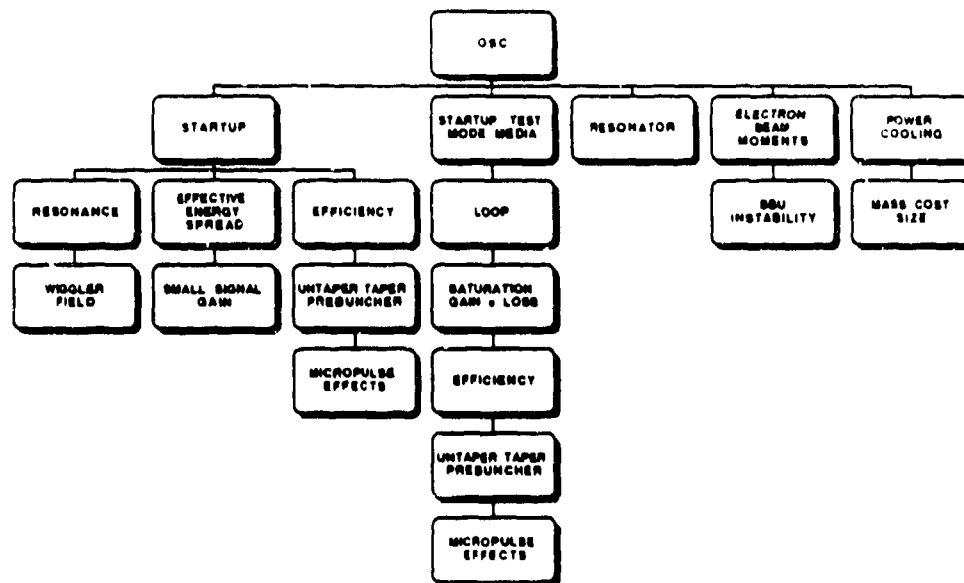 OSC
STARTUP
STARTUP TEST
MODE MEDIA
RESONATOR
ELECTRON
BEAM
MOMENTS
POWER
COOLING
RESONANCE
EFFECTIVE
ENERGY
SPREAD
EFFICIENCY
LOOP
BBU
INSTABILITY
MASS COST
SIZE
WIGGLER
FIELD
SMALL SIGNAL
GAIN
UNTAPER TAPER
PREBUNCHER
SATURATION
GAIN = LOSS
MICROPULSE
EFFECTS
EFFICIENCY
UNTAPER TAPER
PREBUNCHER
MICROPULSE
EFFECTS